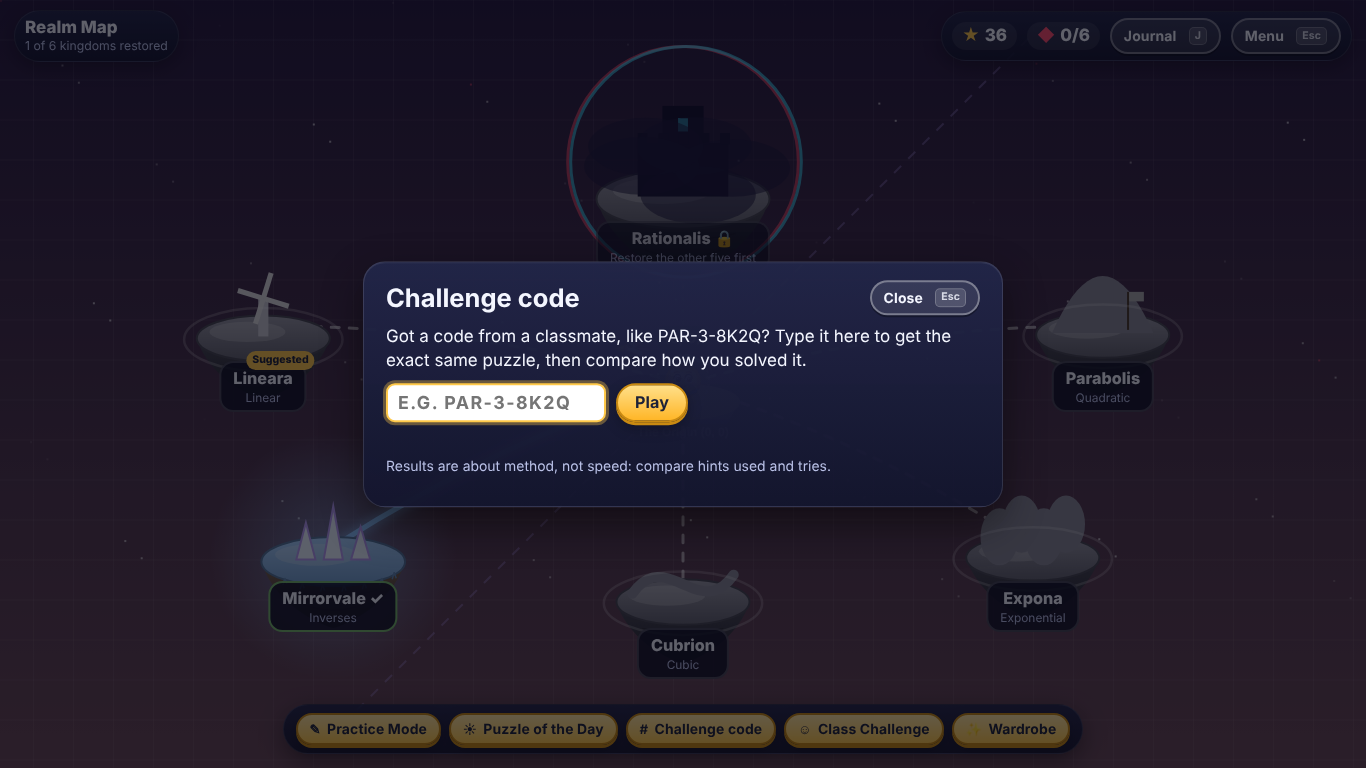 Realm Map
1 of 6 kingdoms restored
★ 36
0/6
Journal J
Menu Esc
Rationalis 🔒
Restore the other five first
Challenge code
Close Esc
Got a code from a classmate, like PAR-3-8K2Q? Type it here to get the
exact same puzzle, then compare how you solved it.
E.G. PAR-3-8K2Q
Play
Results are about method, not speed: compare hints used and tries.
Suggested
Lineara
Linear
Parabolis
Quadratic
Mirrorvale ✓
Inverses
Cubrion
Cubic
Expona
Exponential
✎ Practice Mode
☀ Puzzle of the Day
# Challenge code
☺ Class Challenge
✨ Wardrobe